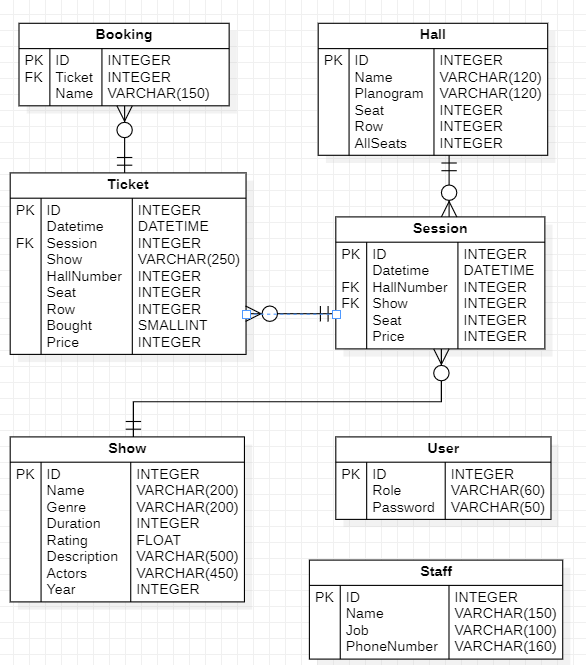 Booking
PK ID INTEGER
FK Ticket INTEGER
Name VARCHAR(150)
Hall
PK ID INTEGER
Name VARCHAR(120)
Planogram VARCHAR(120)
Seat INTEGER
Row INTEGER
AllSeats INTEGER
Ticket
PK ID INTEGER
Datetime DATETIME
FK Session INTEGER
Show VARCHAR(250)
HallNumber INTEGER
Seat INTEGER
Row INTEGER
Bought SMALLINT
Price INTEGER
Session
PK ID INTEGER
Datetime DATETIME
FK HallNumber INTEGER
FK Show INTEGER
Seat INTEGER
Price INTEGER
Show
PK ID INTEGER
Name VARCHAR(200)
Genre VARCHAR(200)
Duration INTEGER
Rating FLOAT
Description VARCHAR(500)
Actors VARCHAR(450)
Year INTEGER
User
PK ID INTEGER
Role VARCHAR(60)
Password VARCHAR(50)
Staff
PK ID INTEGER
Name VARCHAR(150)
Job VARCHAR(100)
PhoneNumber VARCHAR(160)